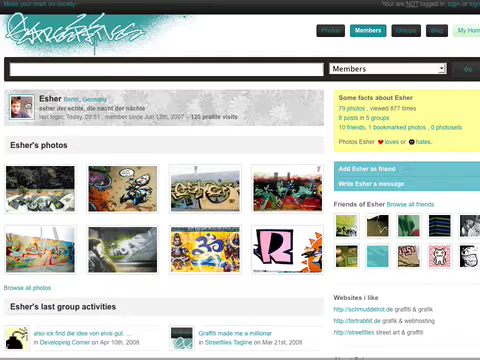 Make your mark on society
You are NOT logged in, login or
Streetfiles
Photos
Members
Groups
Blog
My Hom
Members
Go
Esher Berlin, Germany
esher der echte, die nacht der nächte
last login, Today, 09:51 , member since Jun 12th, 2007 – 120 profile visits
Some facts about Esher
79 photos , viewed 877 times
8 posts in 5 groups
10 friends, 1 bookmarked photos , 0 photosets
Photos Esher loves or hates.
Esher's photos
Add Esher as friend
Write Esher a message
Friends of Esher Browse all friends
R
Browse all photos
Esher's last group activities
also ick find die idee von elvis gut. ...
in Developing Corner on Apr 10th, 2008
Graffiti made me a millionar
in Streetfiles Tagline on Mar 21st, 2008
Websites i like
http://schmuddelrot.de graffiti & grafik
http://fortrabbit.de grafik & webhosting
http://streetfiles street art & graffiti